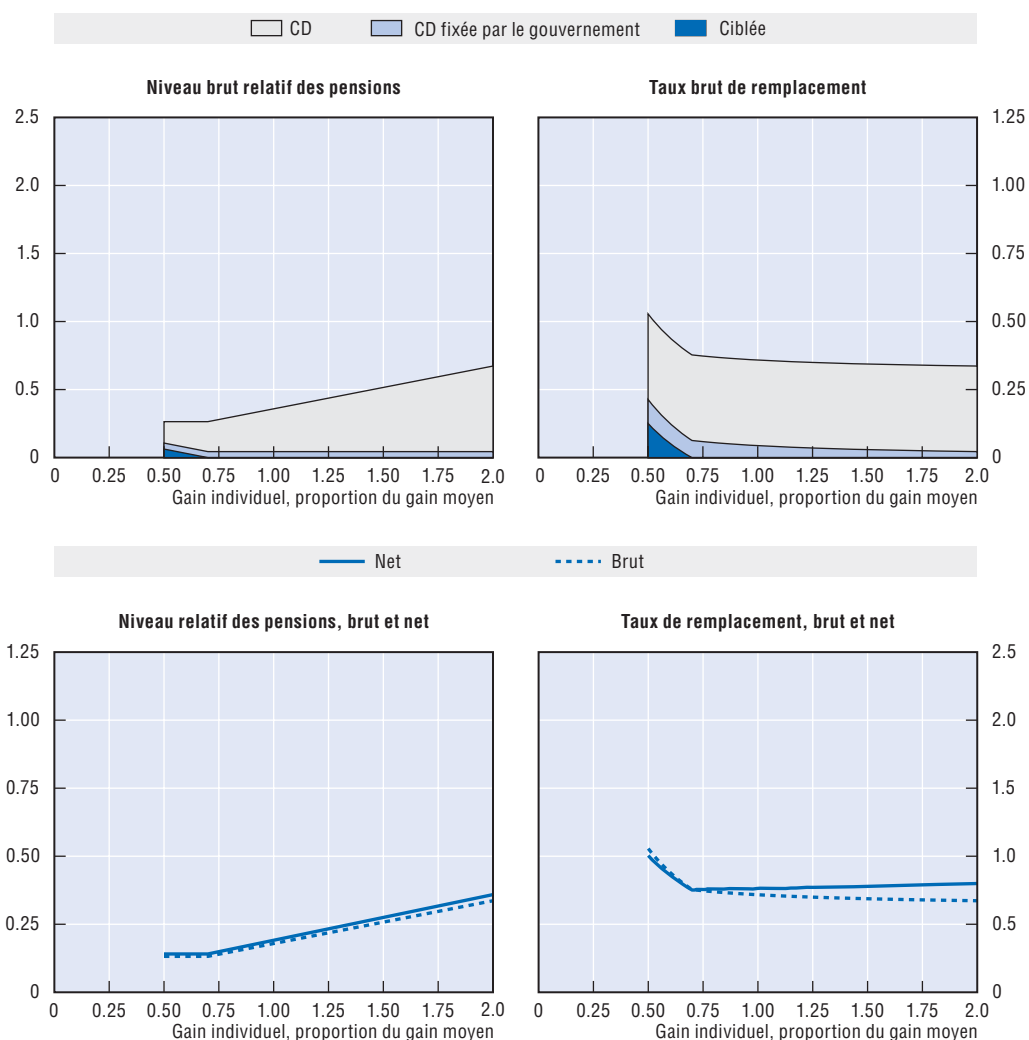 CD CD fixée par le gouvernement Ciblée
Niveau brut relatif des pensions
2.5
2.0
1.5
1.0
0.5
0
0 0.25 0.50 0.75 1.00 1.25 1.50 1.75 2.0
Gain individuel, proportion du gain moyen
Taux brut de remplacement
1.25
1.00
0.75
0.50
0.25
0
0 0.25 0.50 0.75 1.00 1.25 1.50 1.75 2.0
Gain individuel, proportion du gain moyen
Net Brut
Niveau relatif des pensions, brut et net
1.25
1.00
0.75
0.50
0.25
0
0 0.25 0.50 0.75 1.00 1.25 1.50 1.75 2.0
Gain individuel, proportion du gain moyen
Taux de remplacement, brut et net
2.5
2.0
1.5
1.0
0.5
0
0 0.25 0.50 0.75 1.00 1.25 1.50 1.75 2.0
Gain individuel, proportion du gain moyen